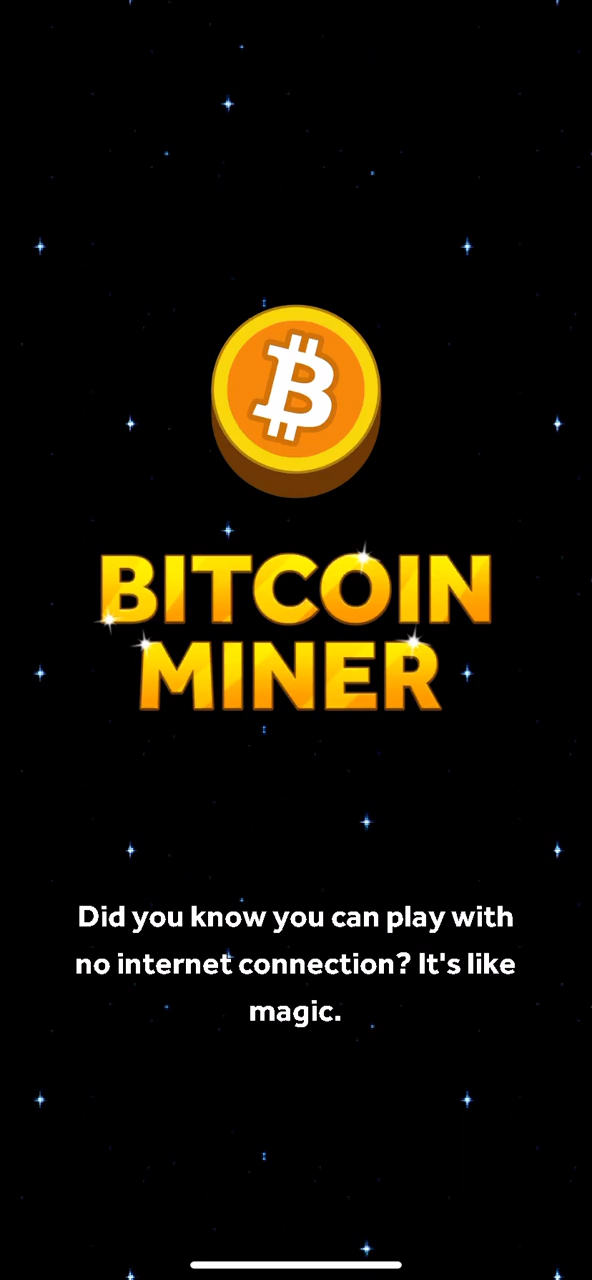 BITCOIN
MINER
Did you know you can play with
no internet connection? It's like
magic.